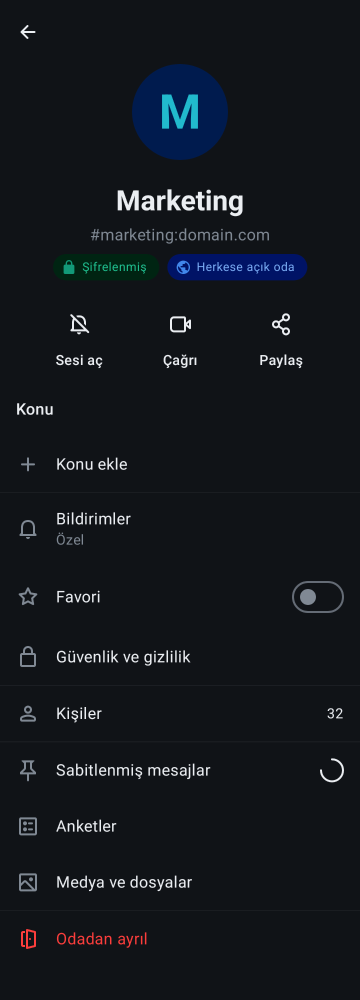 M
Marketing
#marketing:domain.com
Şifrelenmiş
Herkese açık oda
Sesi aç
Çağrı
Paylaş
Konu
Konu ekle
Bildirimler
Özel
Favori
Güvenlik ve gizlilik
Kişiler
32
Sabitlenmiş mesajlar
Anketler
Medya ve dosyalar
Odadan ayrıl